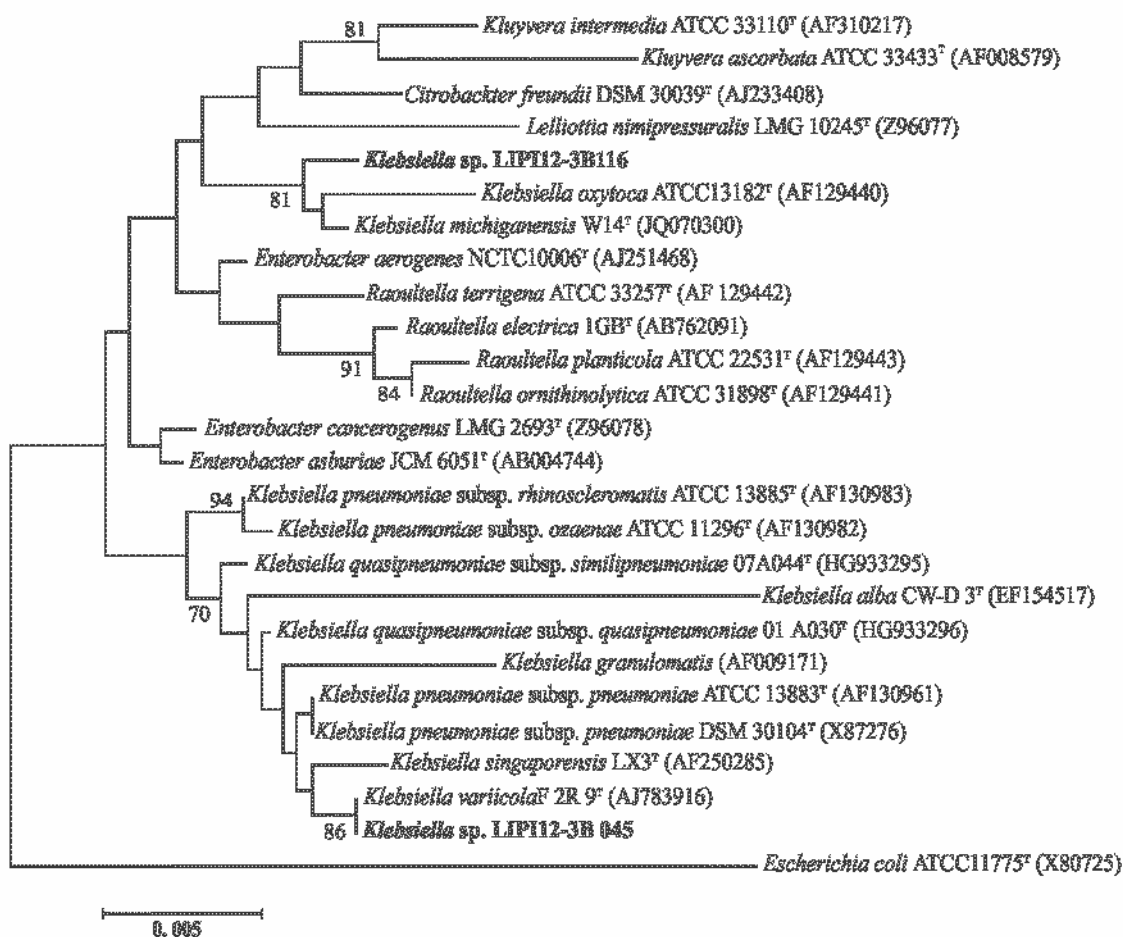 81
Kluyvera intermedia ATCC 33110ᵀ (AF310217)
Kluyvera ascorbata ATCC 33433ᵀ (AF008579)
Citrobackter freundii DSM 30039ᵀ (AJ233408)
Lelliottia nimipressuralis LMG 10245ᵀ (Z96077)
Klebsiella sp. LIPI12-3B116
81
Klebsiella oxytoca ATCC13182ᵀ (AF129440)
Klebsiella michiganensis W14ᵀ (JQ070300)
Enterobacter aerogenes NCTC10006ᵀ (AJ251468)
Raoultella terrigena ATCC 33257ᵀ (AF 129442)
Raoultella electrica 1GBᵀ (AB762091)
91
Raoultella planticola ATCC 22531ᵀ (AF129443)
84
Raoultella ornithinolytica ATCC 31898ᵀ (AF129441)
Enterobacter cancerogenus LMG 2693ᵀ (Z96078)
Enterobacter asburiae JCM 6051ᵀ (AB004744)
94
Klebsiella pneumoniae subsp. rhinoscleromatis ATCC 13885ᵀ (AF130983)
Klebsiella pneumoniae subsp. ozaenae ATCC 11296ᵀ (AF130982)
Klebsiella quasipneumoniae subsp. similipneumoniae 07A044ᵀ (HG933295)
70
Klebsiella alba CW-D 3ᵀ (EF154517)
Klebsiella quasipneumoniae subsp. quasipneumoniae 01 A030ᵀ (HG933296)
Klebsiella granulomatis (AF009171)
Klebsiella pneumoniae subsp. pneumoniae ATCC 13883ᵀ (AF130961)
Klebsiella pneumoniae subsp. pneumoniae DSM 30104ᵀ (X87276)
Klebsiella singaporensis LX3ᵀ (AF250285)
Klebsiella variicolaF 2R 9ᵀ (AJ783916)
86
Klebsiella sp. LIPI12-3B 045
Escherichia coli ATCC11775ᵀ (X80725)
0. 005